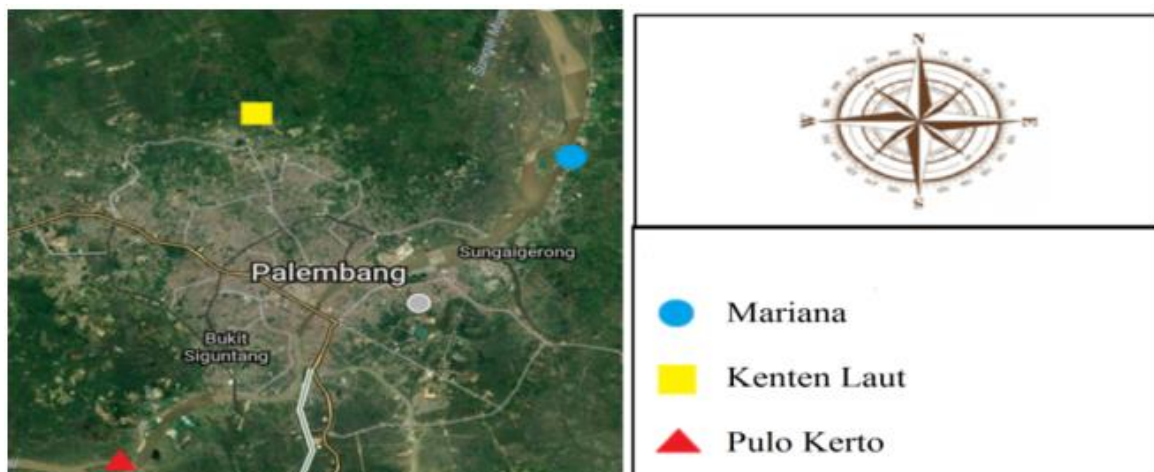 Palembang
Sungaigerong
Bukit
Siguntang
N
W
E
S
Mariana
Kenten Laut
Pulo Kerto